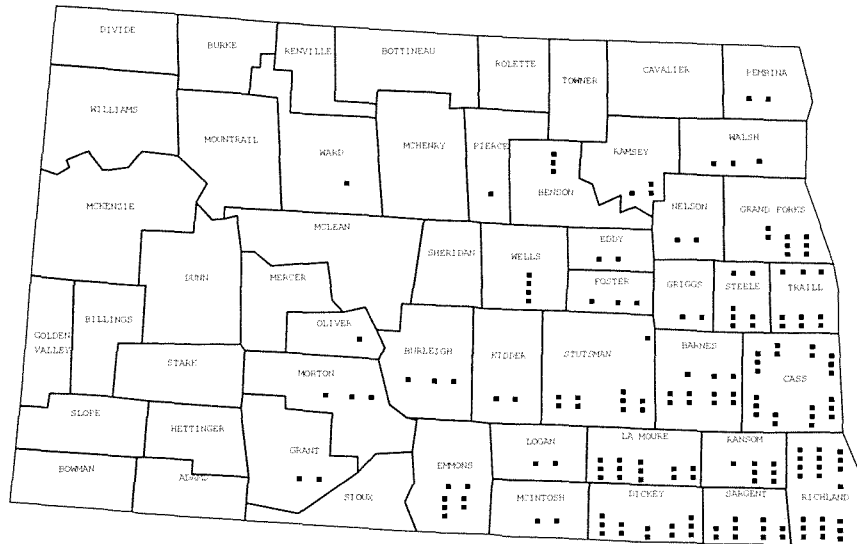 DIVIDE
BURKE
RENVILLE
BOTTINEAU
ROLETTE
TOWNER
CAVALIER
PEMBINA
WILLIAMS
MOUNTRAIL
WARD
MCHENRY
PIERCE
BENSON
RAMSEY
WALSH
MCKENZIE
MCLEAN
SHERIDAN
WELLS
EDDY
NELSON
GRAND FORKS
DUNN
MERCER
FOSTER
GRIGGS
STEELE
TRAILL
GOLDEN
VALLEY
BILLINGS
OLIVER
BURLEIGH
KIDDER
STUTSMAN
BARNES
CASS
STARK
MORTON
SLOPE
HETTINGER
GRANT
EMMONS
LOGAN
LA MOURE
RANSOM
BOWMAN
SIOUX
MCINTOSH
DICKEY
SARGENT
RICHLAND